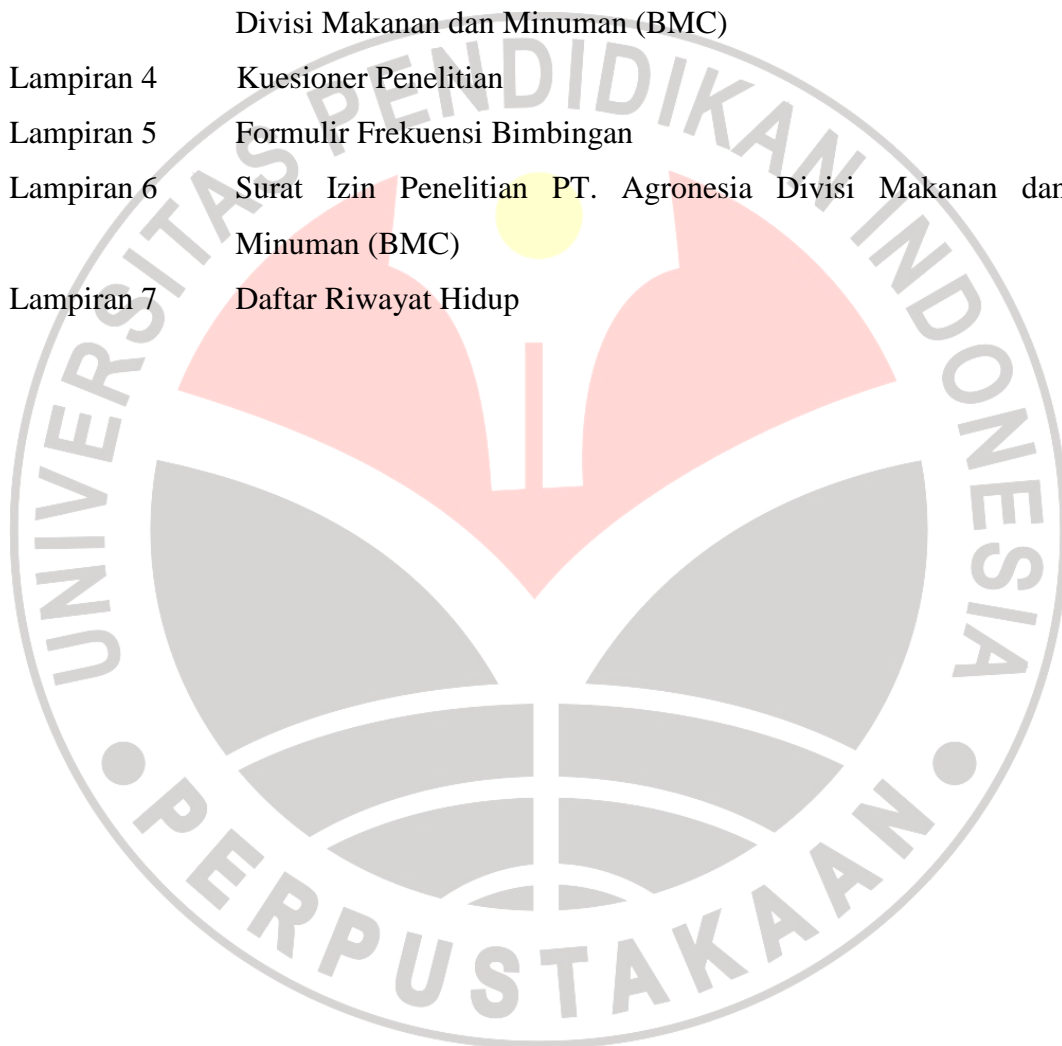 Divisi Makanan dan Minuman (BMC)
Lampiran 4 Kuesioner Penelitian
Lampiran 5 Formulir Frekuensi Bimbingan
Lampiran 6 Surat Izin Penelitian PT. Agronesia Divisi Makanan dan
Minuman (BMC)
Lampiran 7 Daftar Riwayat Hidup
UNIVERSITAS PENDIDIKAN INDONESIA
PERPUSTAKAAN